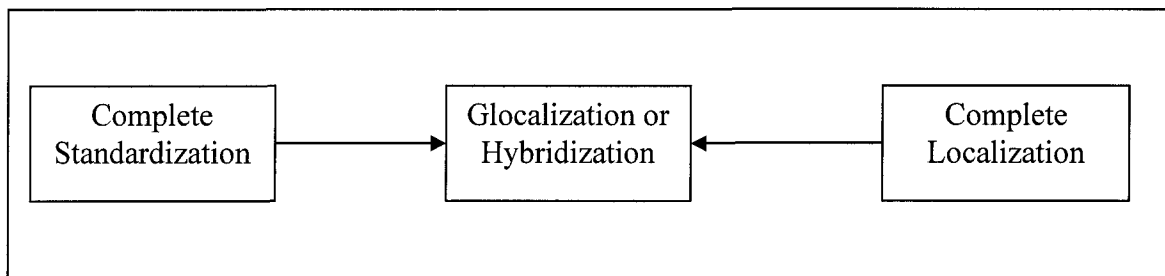 Complete
Standardization
Glocalization or
Hybridization
Complete
Localization